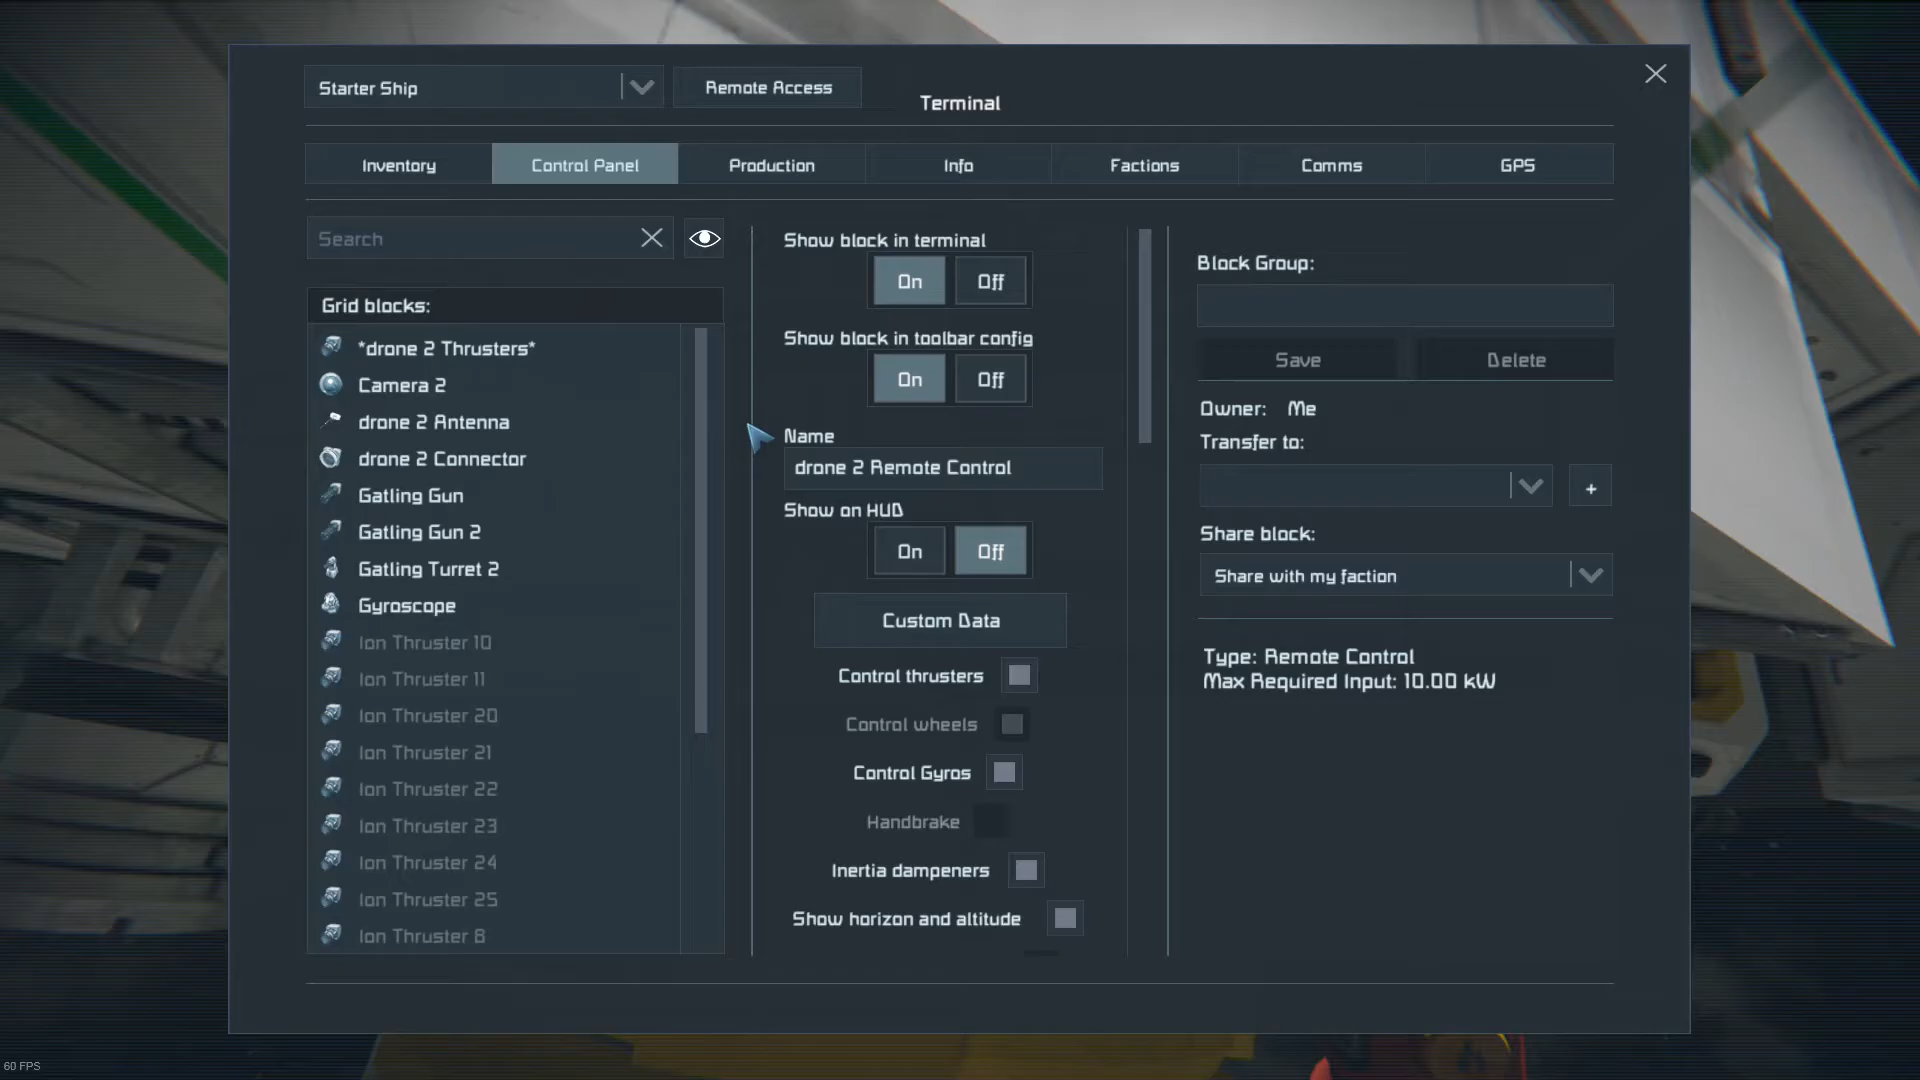 Starter Ship
Remote Access
Terminal
Inventory
Control Panel
Production
Info
Factions
Comms
GPS
Search
Grid blocks:
*drone 2 Thrusters*
Camera 2
drone 2 Antenna
drone 2 Connector
Gatling Gun
Gatling Gun 2
Gatling Turret 2
Gyroscope
Ion Thruster 10
Ion Thruster 11
Ion Thruster 20
Ion Thruster 21
Ion Thruster 22
Ion Thruster 23
Ion Thruster 24
Ion Thruster 25
Ion Thruster 8
Show block in terminal
On Off
Show block in toolbar config
On Off
Name
drone 2 Remote Control
Show on HUD
On Off
Custom Data
Control thrusters
Control wheels
Control Gyros
Handbrake
Inertia dampeners
Show horizon and altitude
Block Group:
Save
Delete
Owner: Me
Transfer to:
+
Share block:
Share with my faction
Type: Remote Control
Max Required Input: 10.00 kW
60 FPS